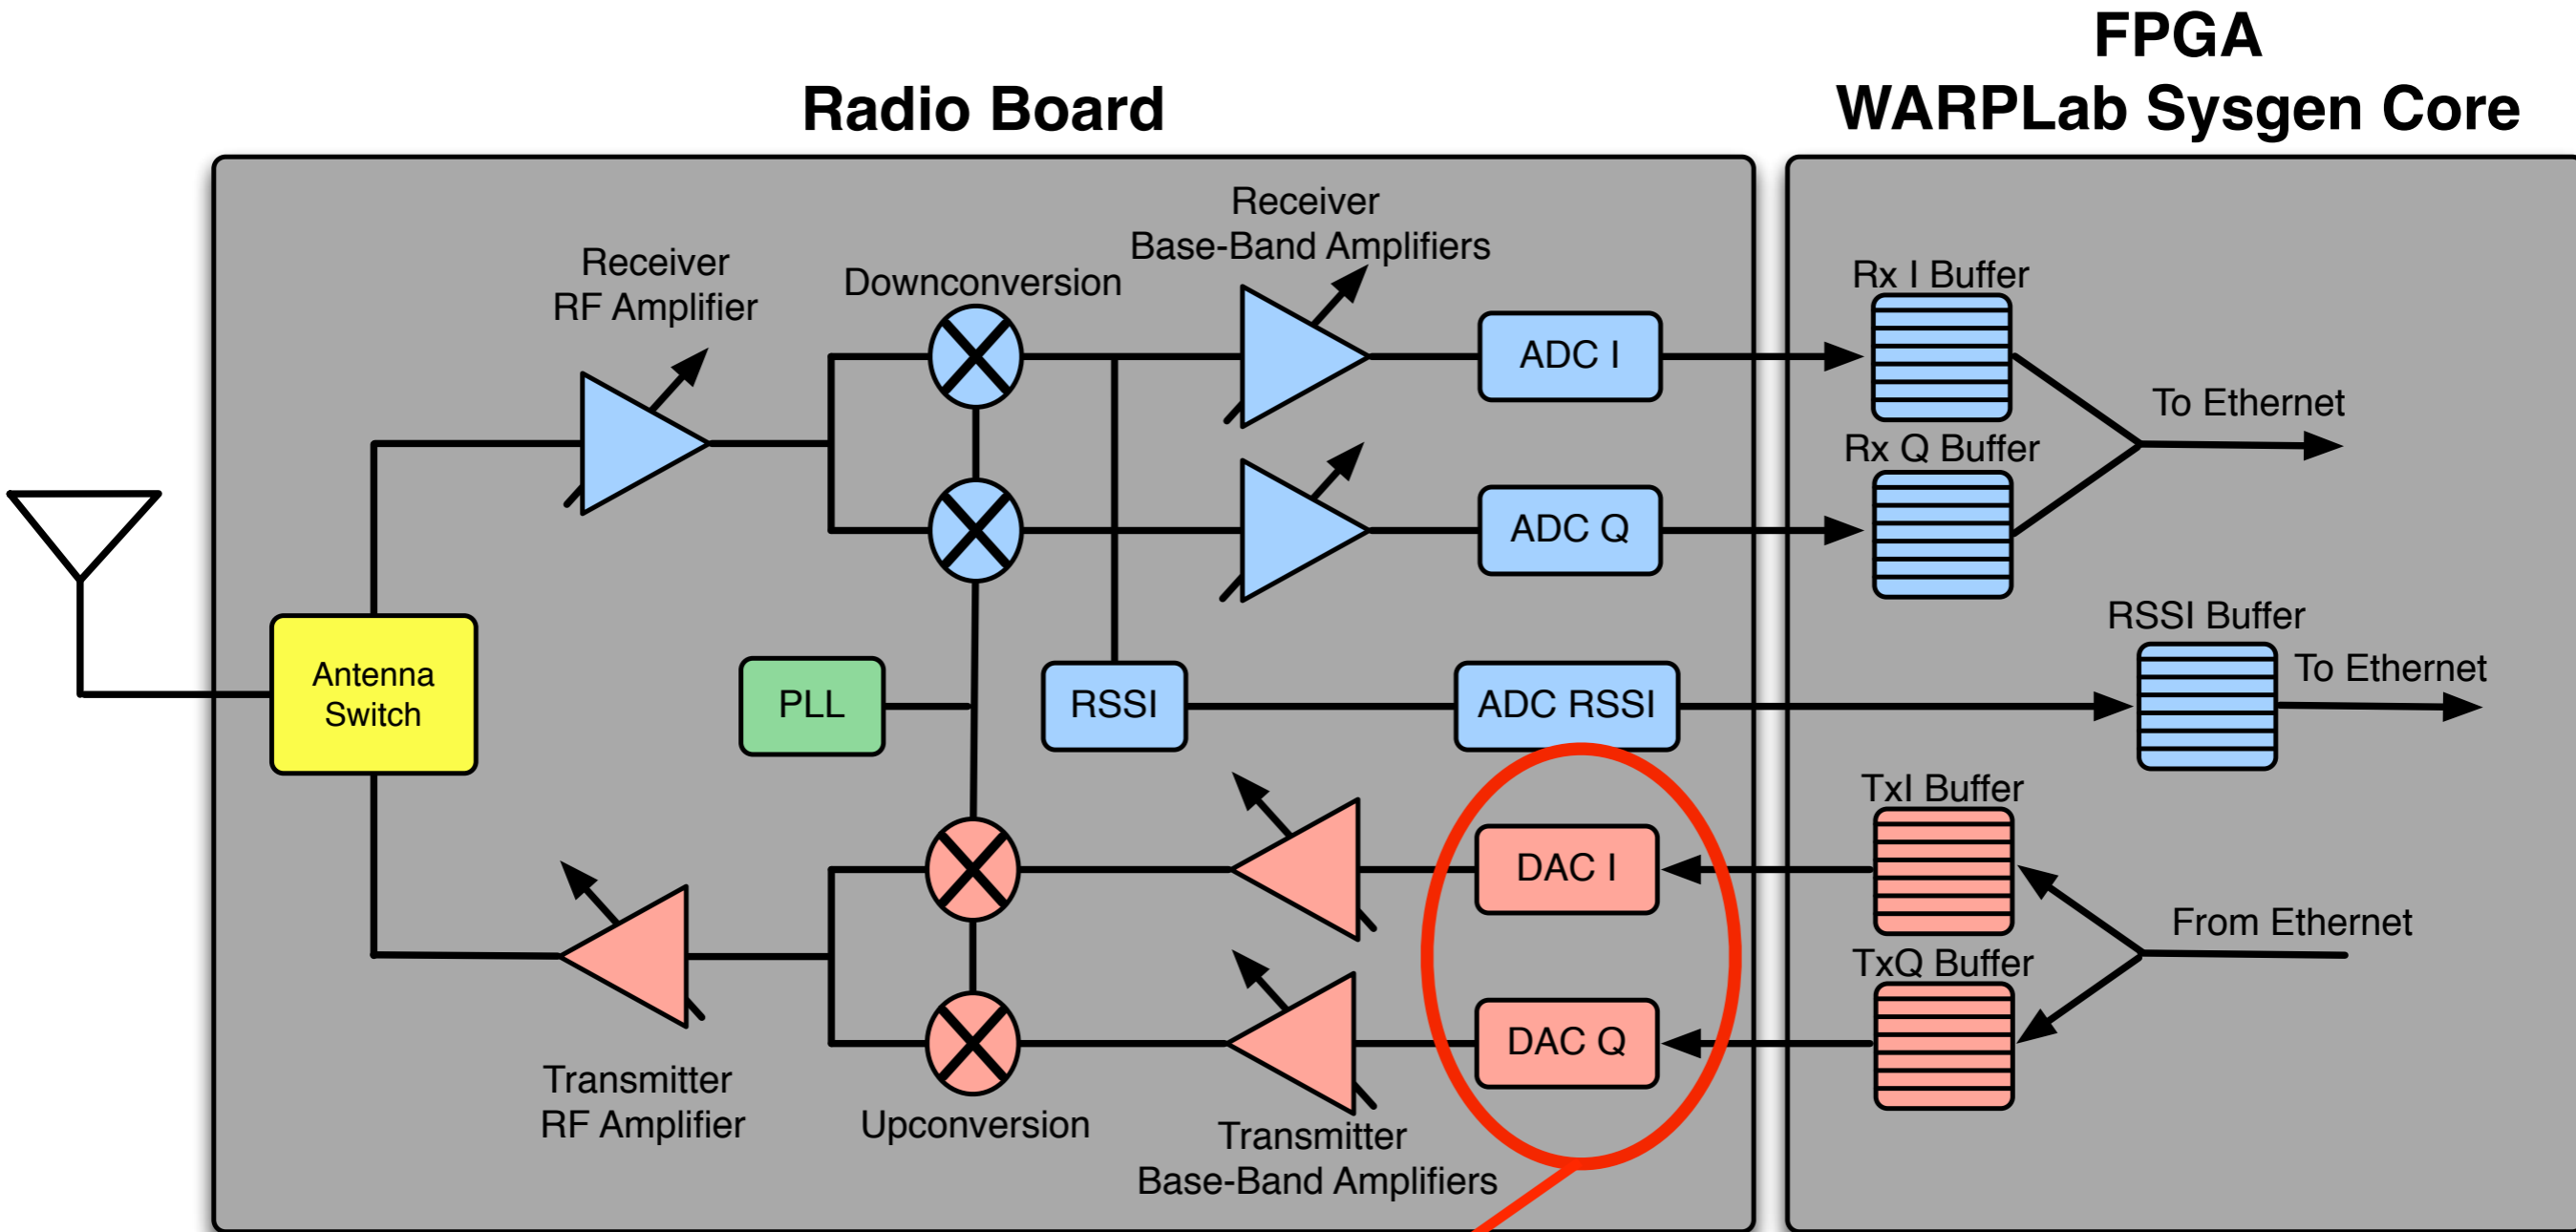 FPGA
WARPLab Sysgen Core
Radio Board
Receiver
Base-Band Amplifiers
Receiver
RF Amplifier
Downconversion
Rx I Buffer
ADC I
To Ethernet
Rx Q Buffer
ADC Q
RSSI Buffer
To Ethernet
Antenna
Switch
PLL
RSSI
ADC RSSI
TxI Buffer
DAC I
From Ethernet
TxQ Buffer
DAC Q
Transmitter
RF Amplifier
Upconversion
Transmitter
Base-Band Amplifiers